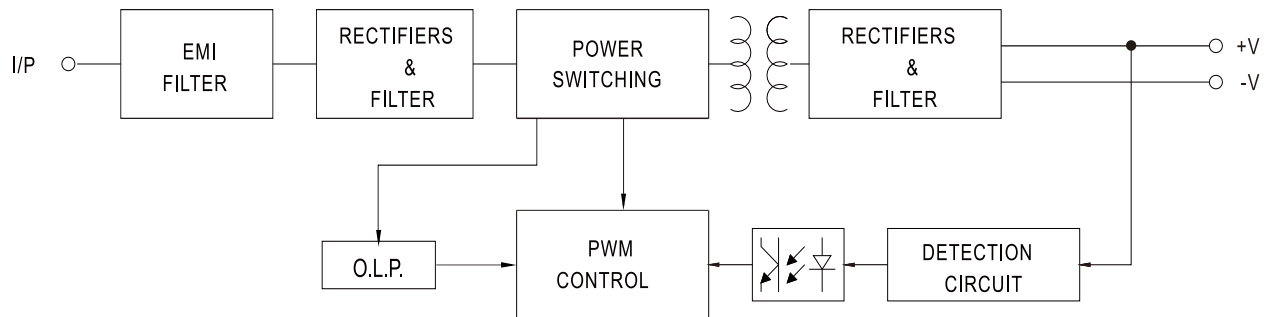 I/P
EMI
FILTER
RECTIFIERS
&
FILTER
POWER
SWITCHING
RECTIFIERS
&
FILTER
+V
-V
O.L.P.
PWM
CONTROL
DETECTION
CIRCUIT